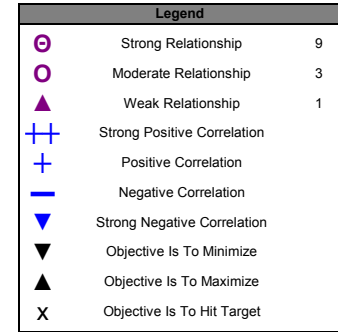 Legend
Θ Strong Relationship 9
Ο Moderate Relationship 3
▲ Weak Relationship 1
┼┼ Strong Positive Correlation
┼ Positive Correlation
▬ Negative Correlation
▼ Strong Negative Correlation
▼ Objective Is To Minimize
▲ Objective Is To Maximize
x Objective Is To Hit Target